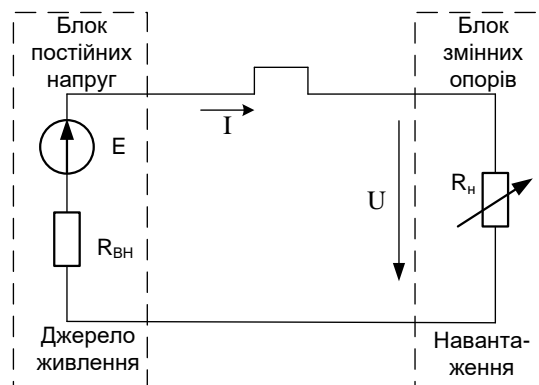 Блок
постійних
напруг
Блок
змінних
опорів
I
E
U
Rн
RВН
Джерело
живлення
Наванта-
ження